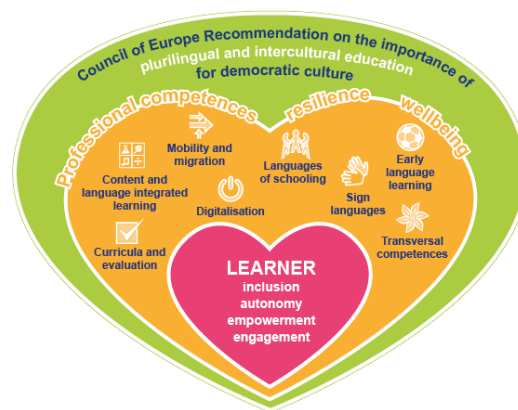 Council of Europe Recommendation on the importance of
plurilingual and intercultural education
for democratic culture
Professional competences resilience wellbeing
Mobility and
migration
Languages
of schooling
Early
language
learning
Content and
language integrated
learning
Digitalisation
Sign
languages
Curricula and
evaluation
Transversal
competences
LEARNER
inclusion
autonomy
empowerment
engagement